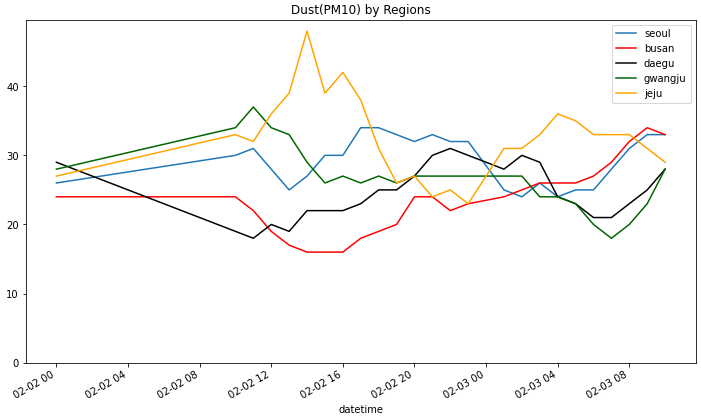 Dust(PM10) by Regions
seoul
busan
daegu
gwangju
jeju
40
30
20
10
0
02-02 00
02-02 04
02-02 08
02-02 12
02-02 16
02-02 20
02-03 00
02-03 04
02-03 08
datetime